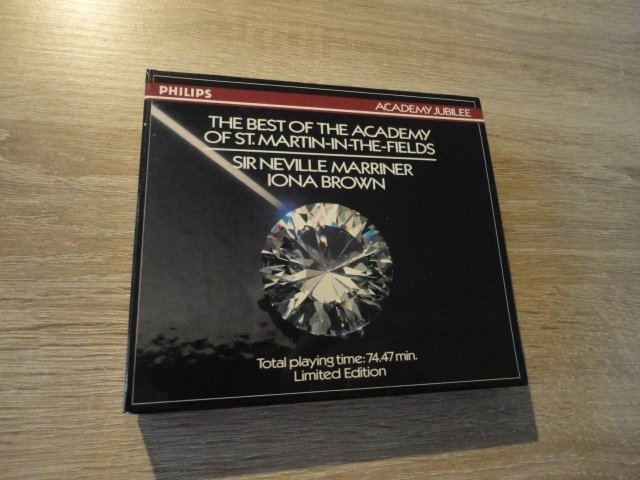 PHILIPS
ACADEMY JUBILEE
THE BEST OF THE ACADEMY
OF ST. MARTIN-IN-THE-FIELDS
SIR NEVILLE MARRINER
IONA BROWN
Total playing time: 74.47 min.
Limited Edition